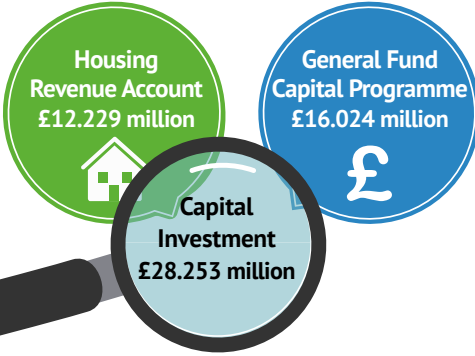 Housing
Revenue Account
£12.229 million
General Fund
Capital Programme
£16.024 million
£
Capital
Investment
£28.253 million